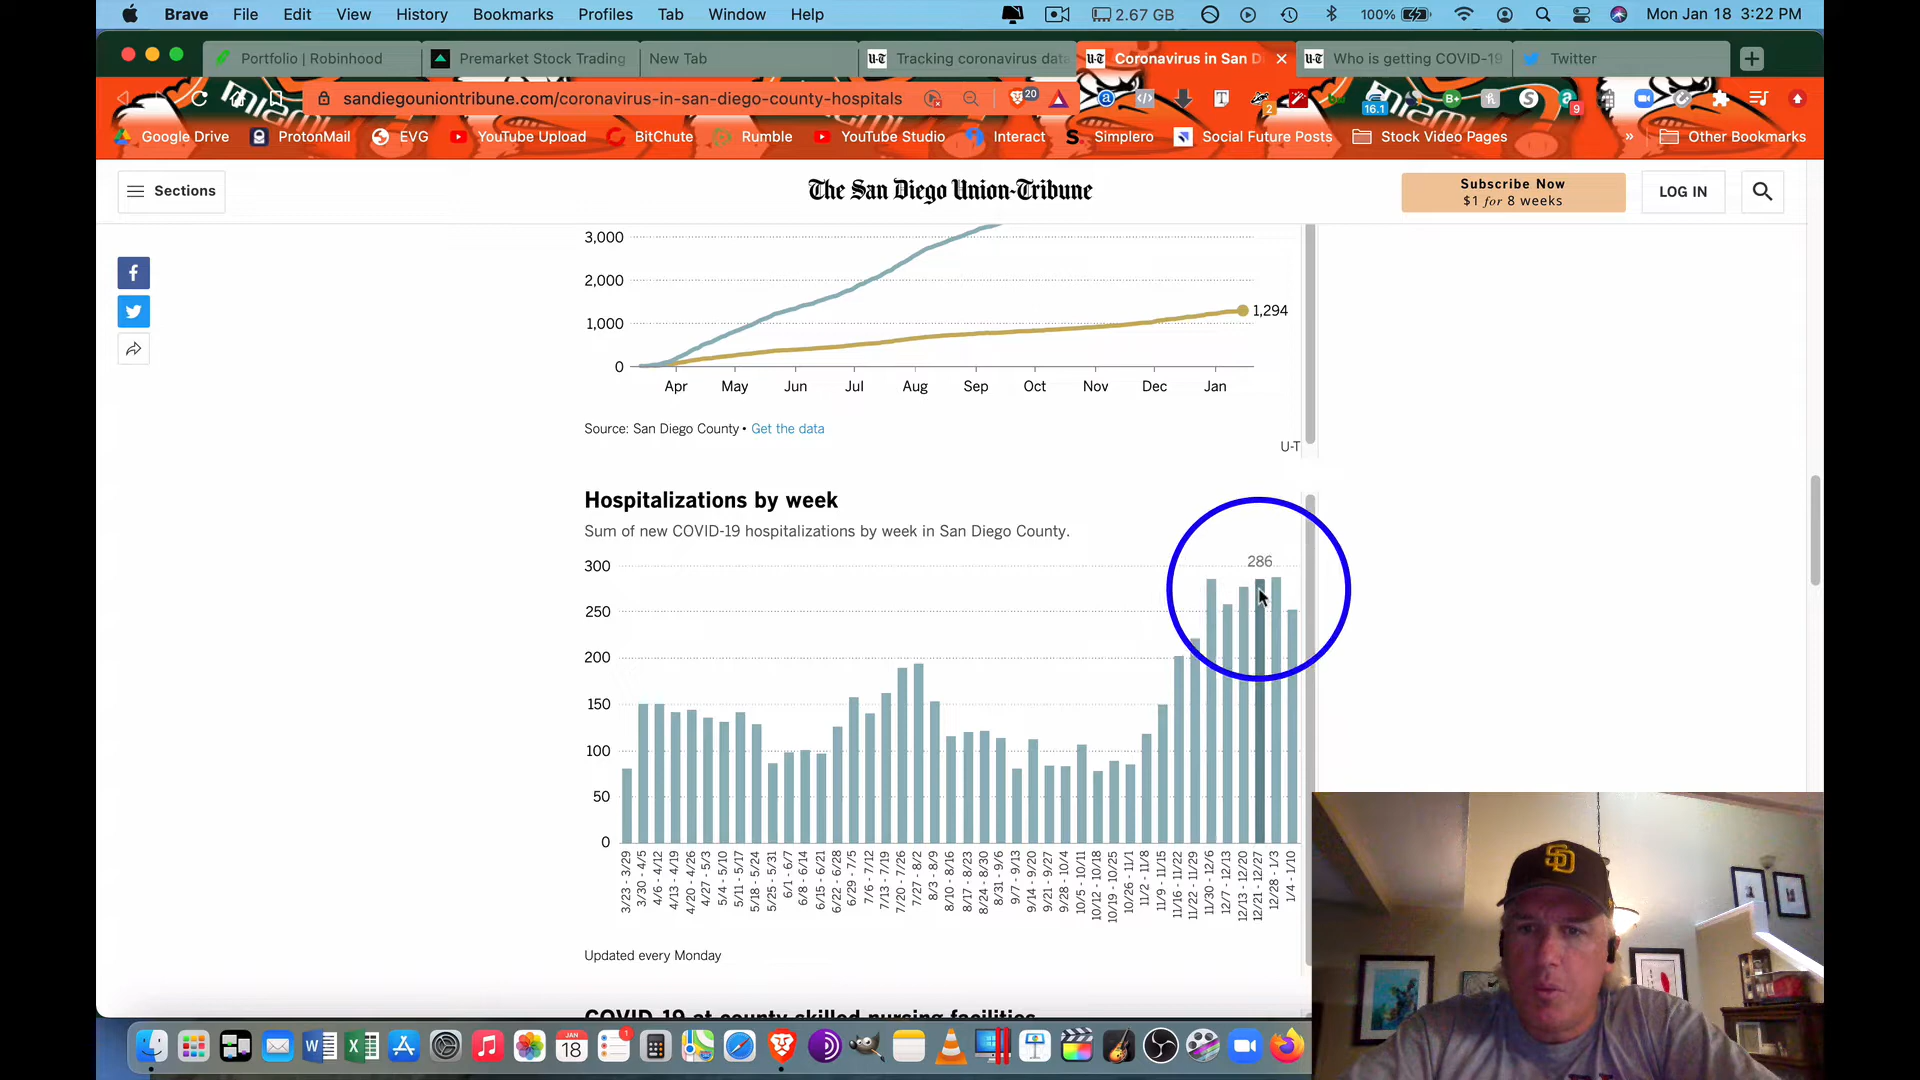 Brave File Edit View History Bookmarks Profiles Tab Window Help 2.67 GB 100% Mon Jan 18 3:22 PM
Portfolio | Robinhood Premarket Stock Trading New Tab U-T Tracking coronavirus data U-T Coronavirus in San D U-T Who is getting COVID-19 Twitter
sandiegouniontribune.com/coronavirus-in-san-diego-county-hospitals 20 2 16.1 B+ 9
Google Drive ProtonMail EVG YouTube Upload BitChute Rumble YouTube Studio Interact Simplero Social Future Posts Stock Video Pages » Other Bookmarks
Sections
The San Diego Union-Tribune
Subscribe Now
$1 for 8 weeks
LOG IN
3,000
2,000
1,000
1,294
0
Apr May Jun Jul Aug Sep Oct Nov Dec Jan
Source: San Diego County • Get the data
U-T
Hospitalizations by week
Sum of new COVID-19 hospitalizations by week in San Diego County.
286
300
250
200
150
100
50
0
3/23 - 3/29
3/30 - 4/5
4/6 - 4/12
4/13 - 4/19
4/20 - 4/26
4/27 - 5/3
5/4 - 5/10
5/11 - 5/17
5/18 - 5/24
5/25 - 5/31
6/1 - 6/7
6/8 - 6/14
6/15 - 6/21
6/22 - 6/28
6/29 - 7/5
7/6 - 7/12
7/13 - 7/19
7/20 - 7/26
7/27 - 8/2
8/3 - 8/9
8/10 - 8/16
8/17 - 8/23
8/24 - 8/30
8/31 - 9/6
9/7 - 9/13
9/14 - 9/20
9/21 - 9/27
9/28 - 10/4
10/5 - 10/11
10/12 - 10/18
10/19 - 10/25
10/26 - 11/1
11/2 - 11/8
11/9 - 11/15
11/16 - 11/22
11/22 - 11/29
11/30 - 12/6
12/7 - 12/13
12/13 - 12/20
12/21 - 12/27
12/28 - 1/3
1/4 - 1/10
Updated every Monday
COVID-19 at county skilled nursing facilities
JAN
18
1
SD